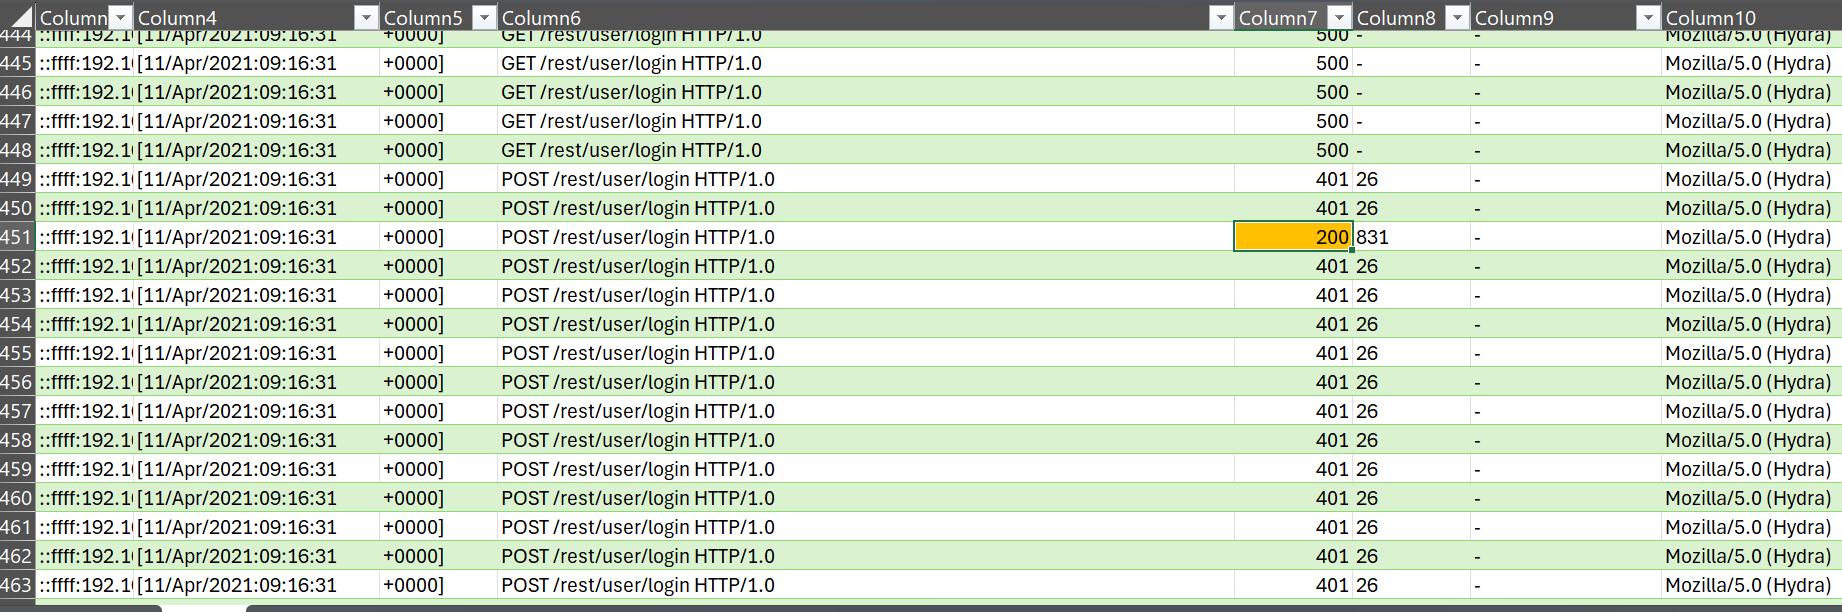 Column Column4 Column5 Column6 Column7 Column8 Column9 Column10
444 ::ffff:192.1 [11/Apr/2021:09:16:31 +0000] GET /rest/user/login HTTP/1.0 500 - - Mozilla/5.0 (Hydra)
445 ::ffff:192.1 [11/Apr/2021:09:16:31 +0000] GET /rest/user/login HTTP/1.0 500 - - Mozilla/5.0 (Hydra)
446 ::ffff:192.1 [11/Apr/2021:09:16:31 +0000] GET /rest/user/login HTTP/1.0 500 - - Mozilla/5.0 (Hydra)
447 ::ffff:192.1 [11/Apr/2021:09:16:31 +0000] GET /rest/user/login HTTP/1.0 500 - - Mozilla/5.0 (Hydra)
448 ::ffff:192.1 [11/Apr/2021:09:16:31 +0000] GET /rest/user/login HTTP/1.0 500 - - Mozilla/5.0 (Hydra)
449 ::ffff:192.1 [11/Apr/2021:09:16:31 +0000] POST /rest/user/login HTTP/1.0 401 26 - Mozilla/5.0 (Hydra)
450 ::ffff:192.1 [11/Apr/2021:09:16:31 +0000] POST /rest/user/login HTTP/1.0 401 26 - Mozilla/5.0 (Hydra)
451 ::ffff:192.1 [11/Apr/2021:09:16:31 +0000] POST /rest/user/login HTTP/1.0 200 831 - Mozilla/5.0 (Hydra)
452 ::ffff:192.1 [11/Apr/2021:09:16:31 +0000] POST /rest/user/login HTTP/1.0 401 26 - Mozilla/5.0 (Hydra)
453 ::ffff:192.1 [11/Apr/2021:09:16:31 +0000] POST /rest/user/login HTTP/1.0 401 26 - Mozilla/5.0 (Hydra)
454 ::ffff:192.1 [11/Apr/2021:09:16:31 +0000] POST /rest/user/login HTTP/1.0 401 26 - Mozilla/5.0 (Hydra)
455 ::ffff:192.1 [11/Apr/2021:09:16:31 +0000] POST /rest/user/login HTTP/1.0 401 26 - Mozilla/5.0 (Hydra)
456 ::ffff:192.1 [11/Apr/2021:09:16:31 +0000] POST /rest/user/login HTTP/1.0 401 26 - Mozilla/5.0 (Hydra)
457 ::ffff:192.1 [11/Apr/2021:09:16:31 +0000] POST /rest/user/login HTTP/1.0 401 26 - Mozilla/5.0 (Hydra)
458 ::ffff:192.1 [11/Apr/2021:09:16:31 +0000] POST /rest/user/login HTTP/1.0 401 26 - Mozilla/5.0 (Hydra)
459 ::ffff:192.1 [11/Apr/2021:09:16:31 +0000] POST /rest/user/login HTTP/1.0 401 26 - Mozilla/5.0 (Hydra)
460 ::ffff:192.1 [11/Apr/2021:09:16:31 +0000] POST /rest/user/login HTTP/1.0 401 26 - Mozilla/5.0 (Hydra)
461 ::ffff:192.1 [11/Apr/2021:09:16:31 +0000] POST /rest/user/login HTTP/1.0 401 26 - Mozilla/5.0 (Hydra)
462 ::ffff:192.1 [11/Apr/2021:09:16:31 +0000] POST /rest/user/login HTTP/1.0 401 26 - Mozilla/5.0 (Hydra)
463 ::ffff:192.1 [11/Apr/2021:09:16:31 +0000] POST /rest/user/login HTTP/1.0 401 26 - Mozilla/5.0 (Hydra)